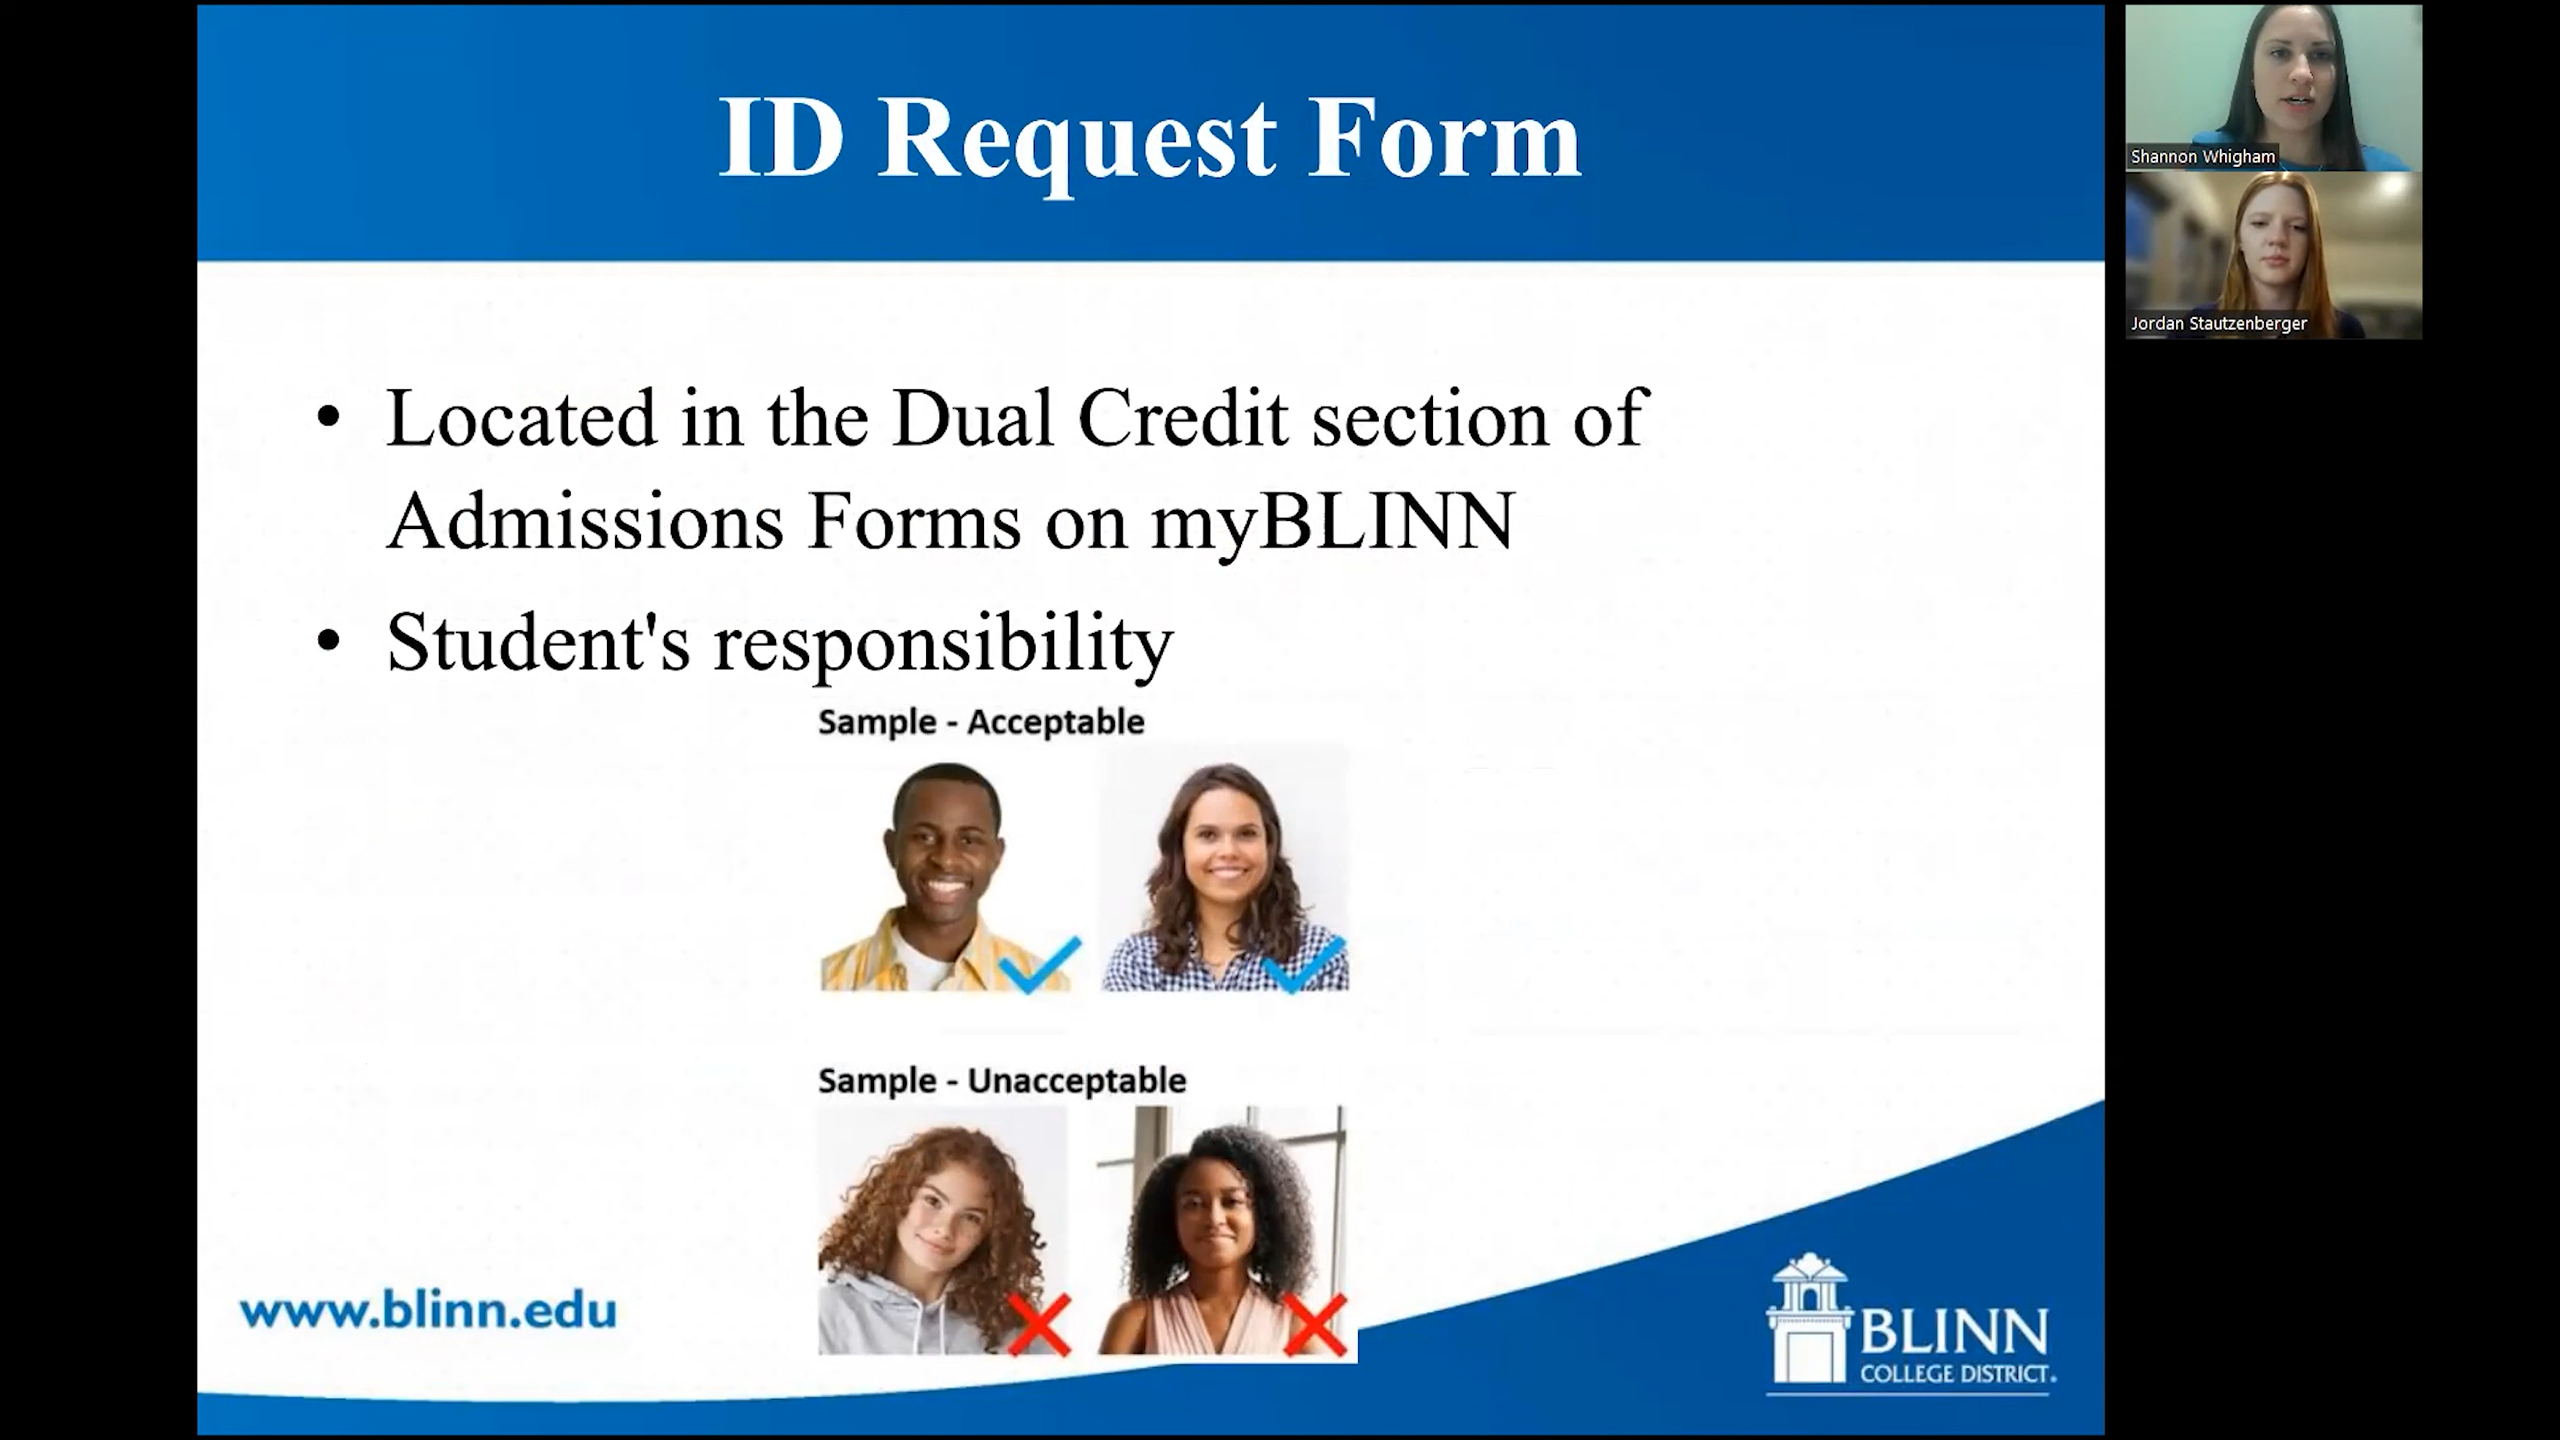 ID Request Form
• Located in the Dual Credit section of
Admissions Forms on myBLINN
• Student's responsibility
Sample - Acceptable
Sample - Unacceptable
www.blinn.edu
BLINN
COLLEGE DISTRICT.
Shannon Whigham
Jordan Stautzenberger